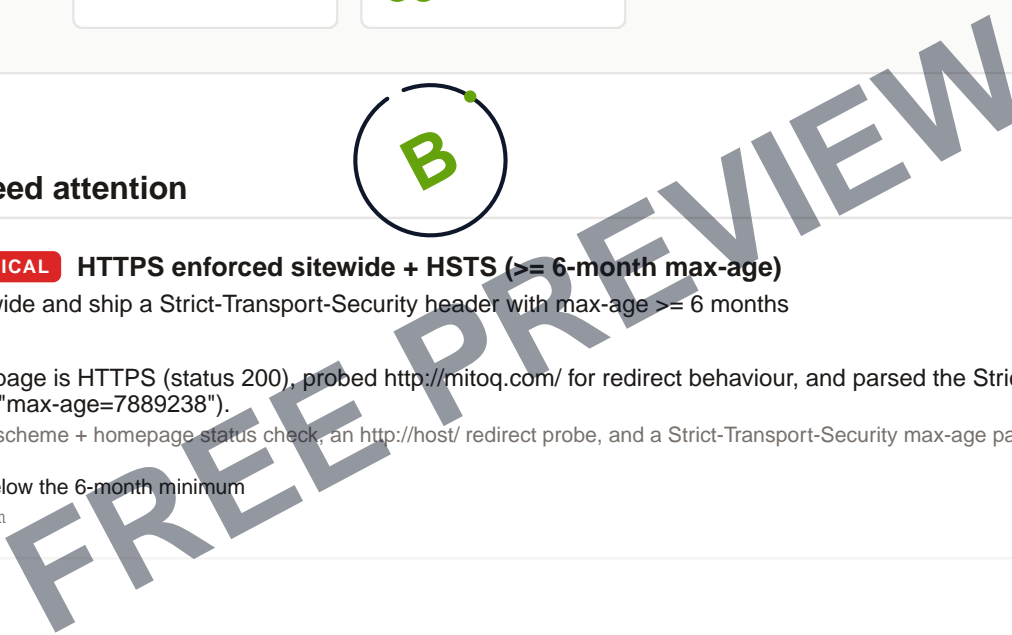 B
eed attention
ICAL HTTPS enforced sitewide + HSTS (>= 6-month max-age)
wide and ship a Strict-Transport-Security header with max-age >= 6 months
page is HTTPS (status 200), probed http://mitoq.com/ for redirect behaviour, and parsed the Stri
"max-age=7889238").
scheme + homepage status check, an http://host/ redirect probe, and a Strict-Transport-Security max-age pa
elow the 6-month minimum
FREE PREVIEW